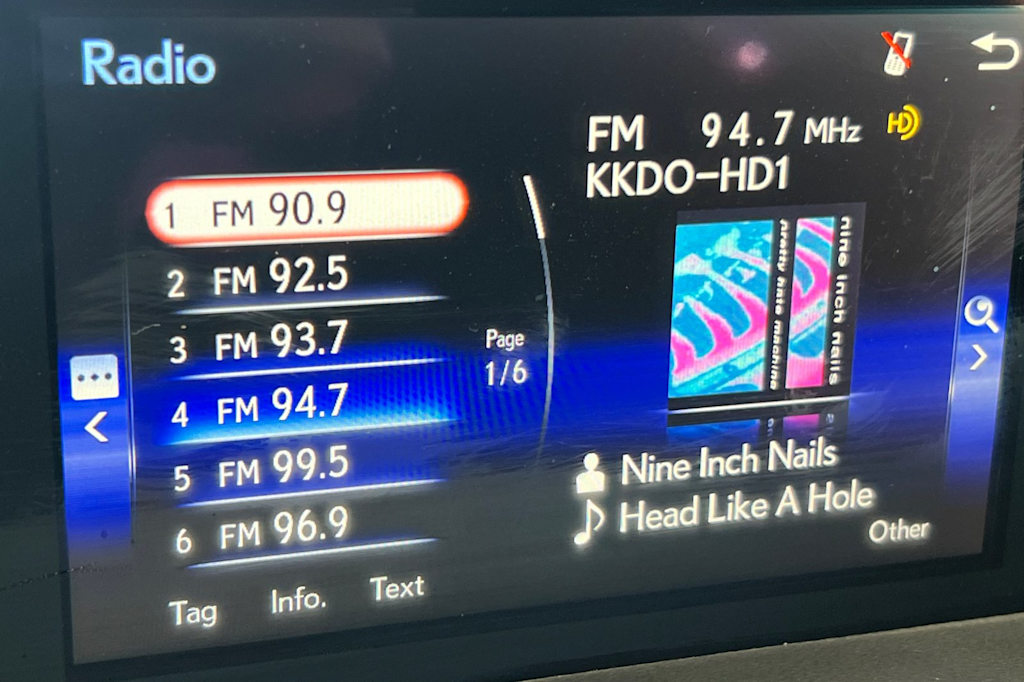 Radio
FM 94.7 MHz HD
KKDO-HD1
1 FM 90.9
2 FM 92.5
3 FM 93.7
4 FM 94.7
5 FM 99.5
6 FM 96.9
Page
1/6
pretty hate machine
nine inch nails
Nine Inch Nails
Head Like A Hole
Other
Tag Info. Text